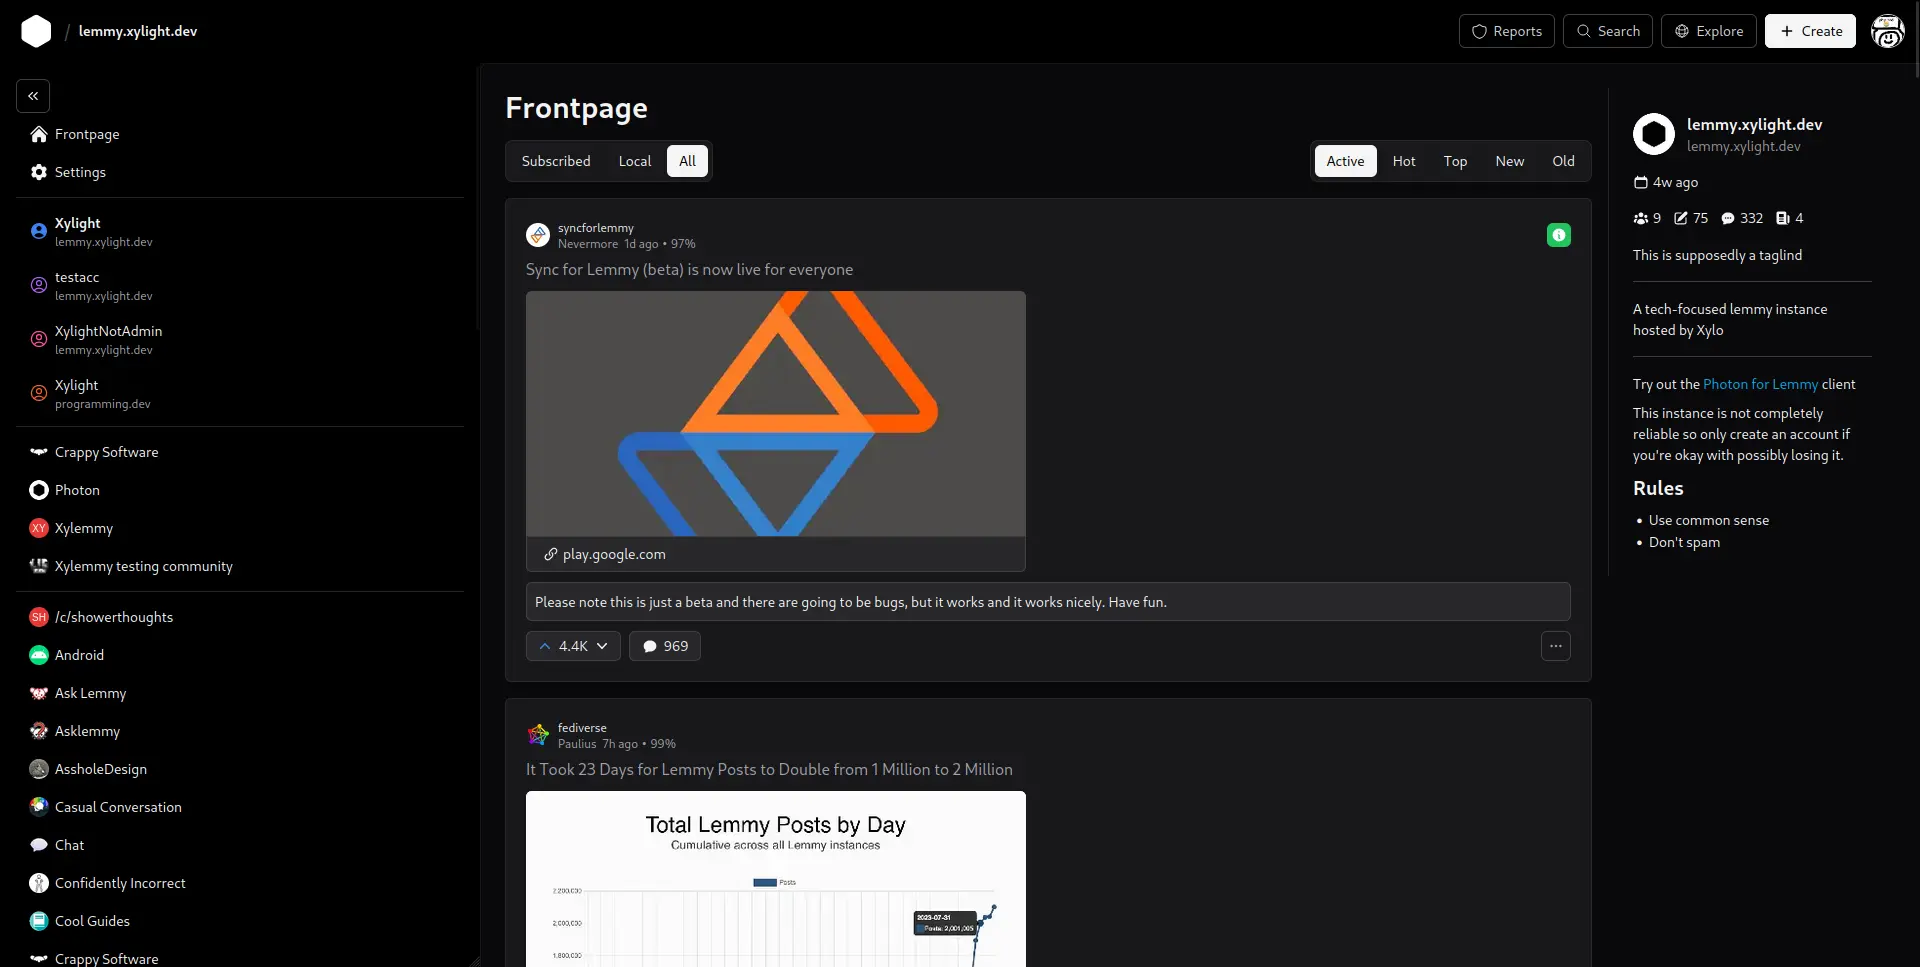 / lemmy.xylight.dev
Reports
Search
Explore
+ Create
Frontpage
Settings
Xylight
lemmy.xylight.dev
testacc
lemmy.xylight.dev
XylightNotAdmin
lemmy.xylight.dev
Xylight
programming.dev
Crappy Software
Photon
XY Xylemmy
Xylemmy testing community
SH /c/showerthoughts
Android
Ask Lemmy
Asklemmy
AssholeDesign
Casual Conversation
Chat
Confidently Incorrect
Cool Guides
Crappy Software
Frontpage
Subscribed Local All
Active Hot Top New Old
syncforlemmy
Nevermore 1d ago • 97%
Sync for Lemmy (beta) is now live for everyone
play.google.com
Please note this is just a beta and there are going to be bugs, but it works and it works nicely. Have fun.
4.4K
969
fediverse
Paulius 7h ago • 99%
It Took 23 Days for Lemmy Posts to Double from 1 Million to 2 Million
Total Lemmy Posts by Day
Cumulative across all Lemmy instances
Posts
2,200,000
2,000,000
1,800,000
2023-07-31
Posts: 2,001,005
lemmy.xylight.dev
lemmy.xylight.dev
4w ago
9 75 332 4
This is supposedly a taglind
A tech-focused lemmy instance
hosted by Xylo
Try out the Photon for Lemmy client
This instance is not completely
reliable so only create an account if
you're okay with possibly losing it.
Rules
• Use common sense
• Don't spam